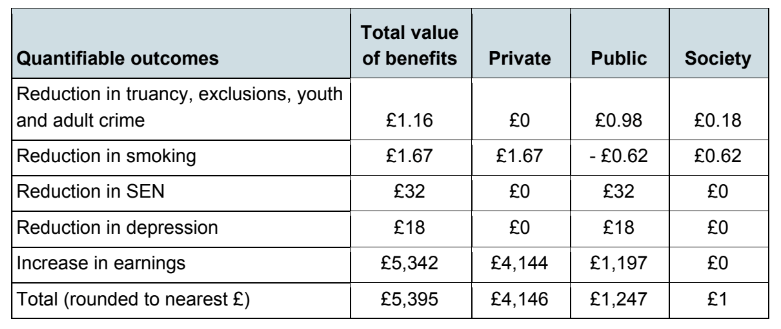 Quantifiable outcomes Total value of benefits Private Public Society
Reduction in truancy, exclusions, youth
and adult crime £1.16 £0 £0.98 £0.18
Reduction in smoking £1.67 £1.67 - £0.62 £0.62
Reduction in SEN £32 £0 £32 £0
Reduction in depression £18 £0 £18 £0
Increase in earnings £5,342 £4,144 £1,197 £0
Total (rounded to nearest £) £5,395 £4,146 £1,247 £1